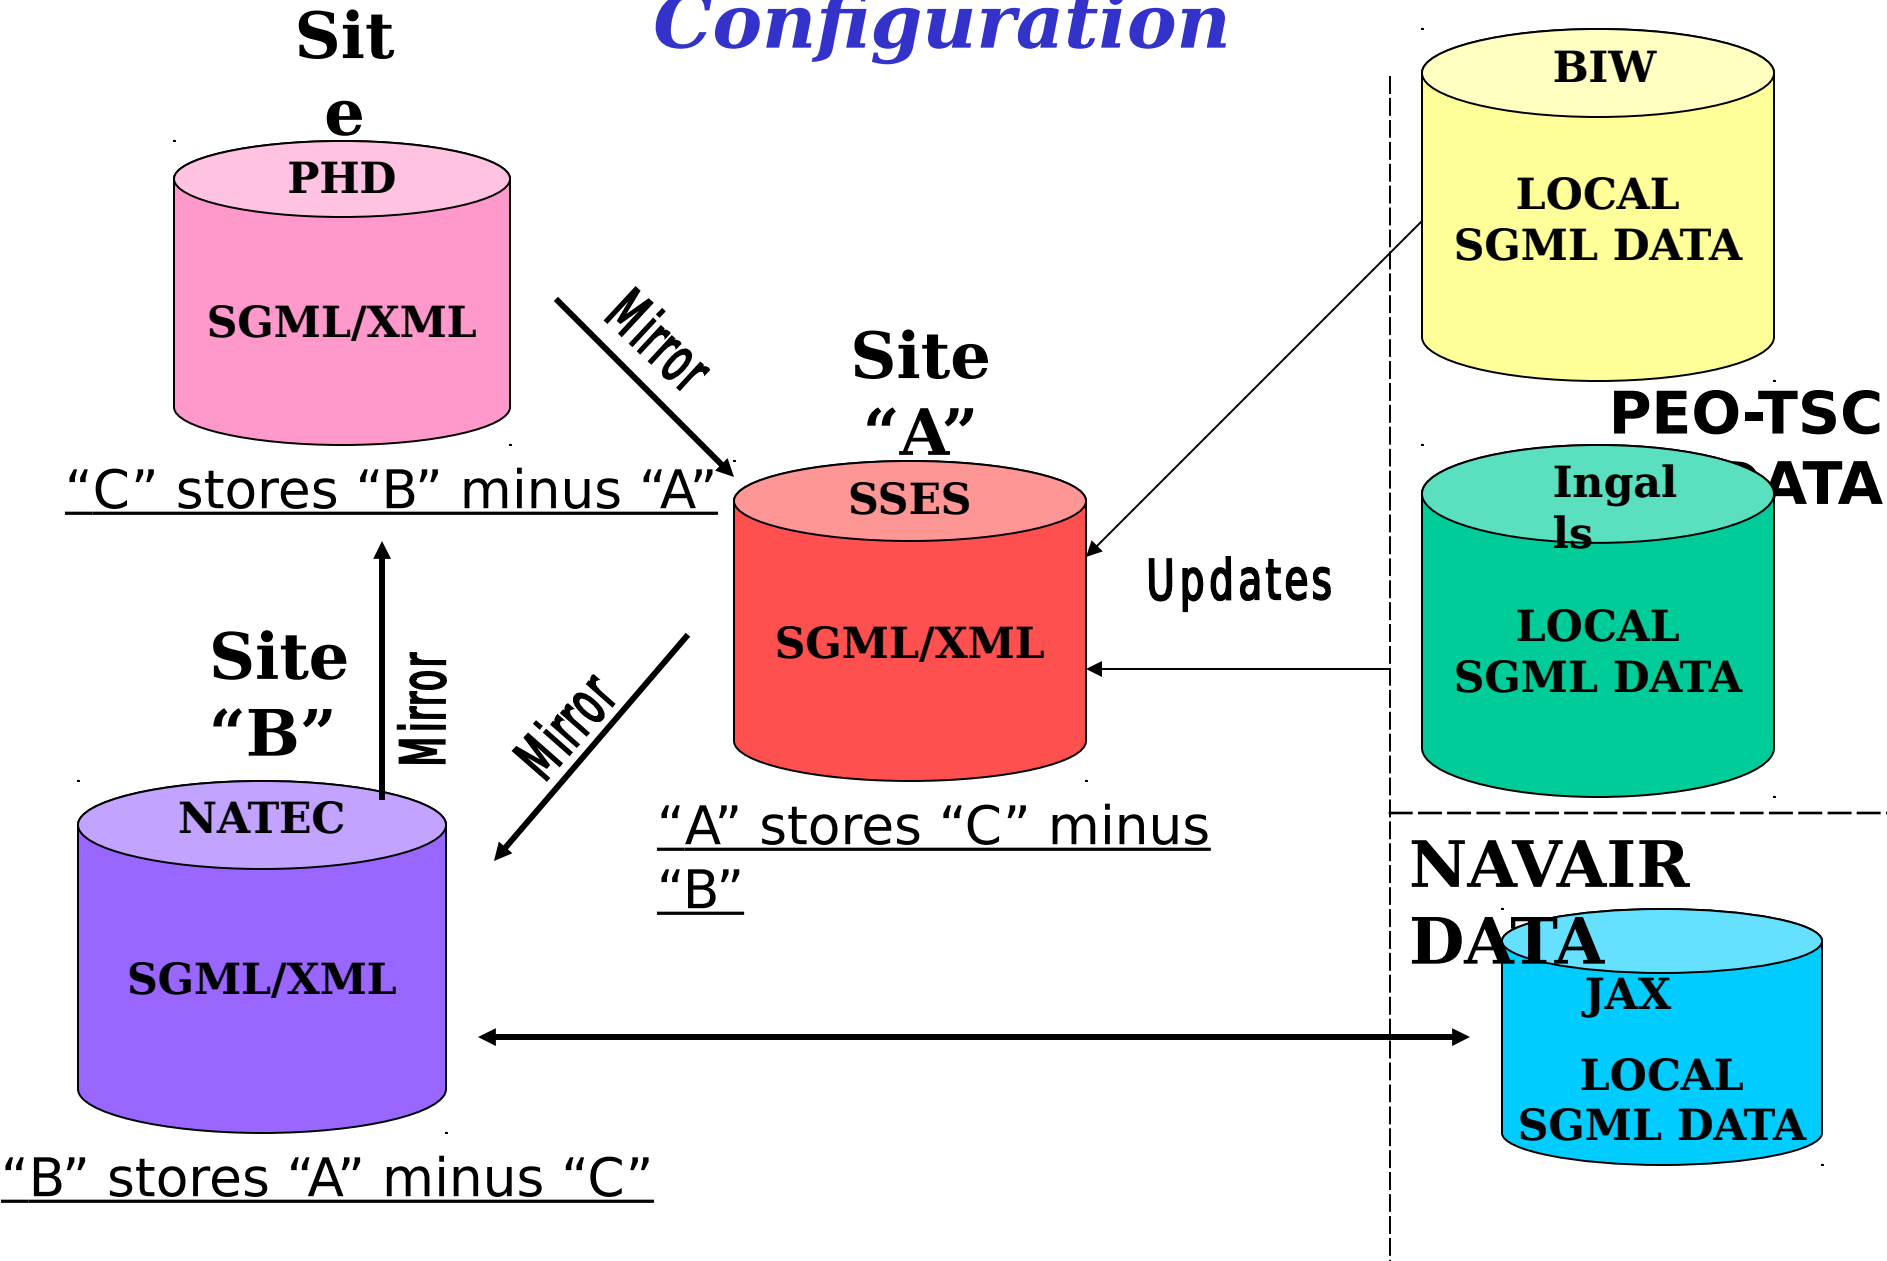 Configuration
Sit
e
PHD
SGML/XML
Mirror
“C” stores “B” minus “A”
Site
“A”
SSES
SGML/XML
“A” stores “C” minus
“B”
Mirror
Mirror
Site
“B”
NATEC
SGML/XML
“B” stores “A” minus “C”
Updates
BIW
LOCAL
SGML DATA
PEO-TSC
Ingal
ls
LOCAL
SGML DATA
NAVAIR
DATA
JAX
LOCAL
SGML DATA